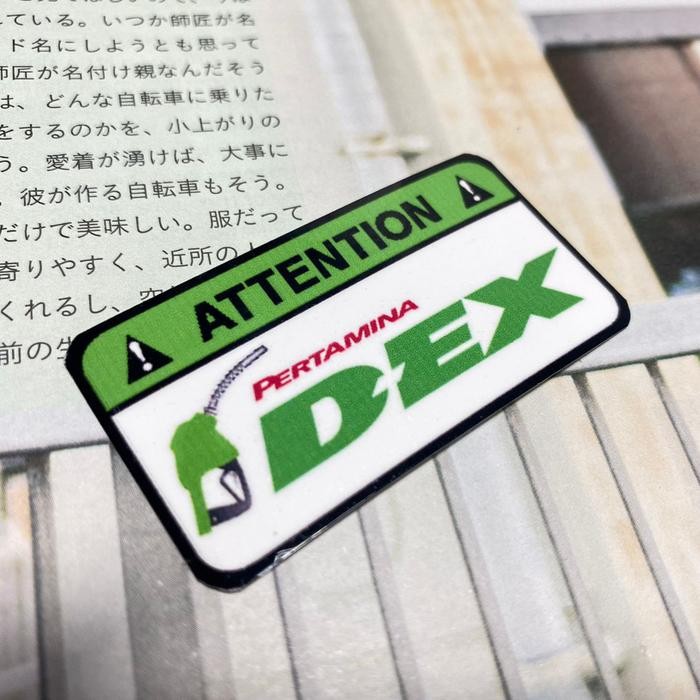 ている。いつか師匠が名
ド名にしようとも思って
師匠が名付け親なんだそう
は、どんな自転車に乗りた
をするのかを、小上がりの
う。愛着が湧けば、大事に
、彼が作る自転車もそう。
だけで美味しい。服だって
寄りやすく、近所の
くれるし、
前の
ATTENTION
PERTAMINA
DEX